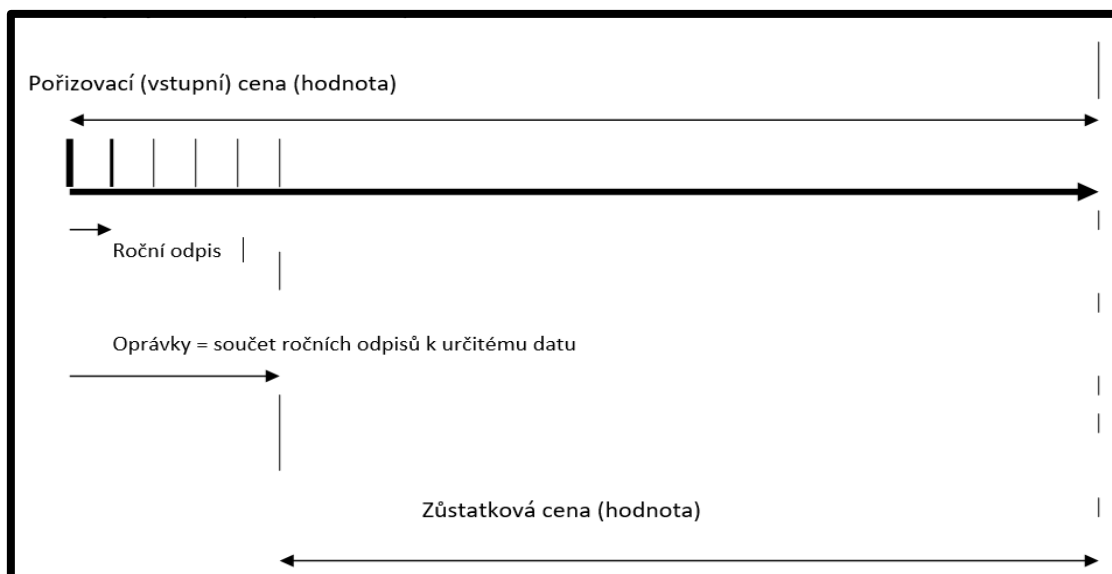 Pořizovací (vstupní) cena (hodnota)
Roční odpis
Oprávky = součet ročních odpisů k určitému datu
Zůstatková cena (hodnota)